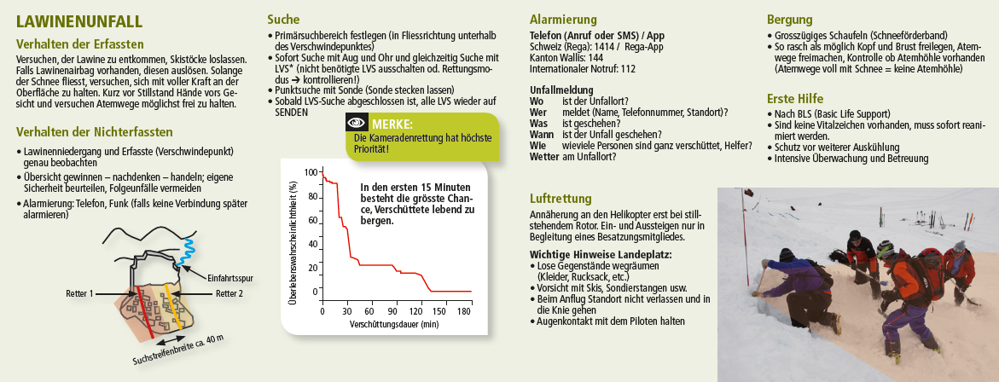 LAWINENUNFALL
Verhalten der Erfassten
Versuchen, der Lawine zu entkommen, Skistöcke loslassen.
Falls Lawinenairbag vorhanden, diesen auslösen. Solange
der Schnee fliesst, versuchen, sich mit voller Kraft an der
Oberfläche zu halten. Kurz vor Stillstand Hände vors Ge-
sicht und versuchen Atemwege möglichst frei zu halten.
Verhalten der Nichterfassten
• Lawinenniedergang und Erfasste (Verschwindepunkt)
genau beobachten
• Übersicht gewinnen – nachdenken – handeln; eigene
Sicherheit beurteilen, Folgeunfälle vermeiden
• Alarmierung: Telefon, Funk (falls keine Verbindung später
alarmieren)
Einfahrtsspur
Retter 1
Retter 2
Suchstreifenbreite ca. 40 m
Suche
• Primärsuchbereich festlegen (in Fliessrichtung unterhalb
des Verschwindepunktes)
• Sofort Suche mit Aug und Ohr und gleichzeitig Suche mit
LVS* (nicht benötigte LVS ausschalten od. Rettungsmo-
dus ➔ kontrollieren!)
• Punktsuche mit Sonde (Sonde stecken lassen)
• Sobald LVS-Suche abgeschlossen ist, alle LVS wieder auf
SENDEN
MERKE:
Die Kameradenrettung hat höchste
Priorität!
In den ersten 15 Minuten
besteht die grösste Chan-
ce, Verschüttete lebend zu
bergen.
Überlebenswahrscheinlichkeit (%)
100
80
60
40
20
0
0 30 60 90 120 150 180
Verschüttungsdauer (min)
Alarmierung
Telefon (Anruf oder SMS) / App
Schweiz (Rega): 1414 / Rega-App
Kanton Wallis: 144
Internationaler Notruf: 112
Unfallmeldung
Wo ist der Unfallort?
Wer meldet (Name, Telefonnummer, Standort)?
Was ist geschehen?
Wann ist der Unfall geschehen?
Wie wieviele Personen sind ganz verschüttet, Helfer?
Wetter am Unfallort?
Luftrettung
Annäherung an den Helikopter erst bei still-
stehendem Rotor. Ein- und Aussteigen nur in
Begleitung eines Besatzungsmitgliedes.
Wichtige Hinweise Landeplatz:
• Lose Gegenstände wegräumen
(Kleider, Rucksack, etc.)
• Vorsicht mit Skis, Sondierstangen usw.
• Beim Anflug Standort nicht verlassen und in
die Knie gehen
• Augenkontakt mit dem Piloten halten
Bergung
• Grosszügiges Schaufeln (Schneeförderband)
• So rasch als möglich Kopf und Brust freilegen, Atem-
wege freimachen, Kontrolle ob Atemhöhle vorhanden
(Atemwege voll mit Schnee = keine Atemhöhle)
Erste Hilfe
• Nach BLS (Basic Life Support)
• Sind keine Vitalzeichen vorhanden, muss sofort reani-
miert werden.
• Schutz vor weiterer Auskühlung
• Intensive Überwachung und Betreuung